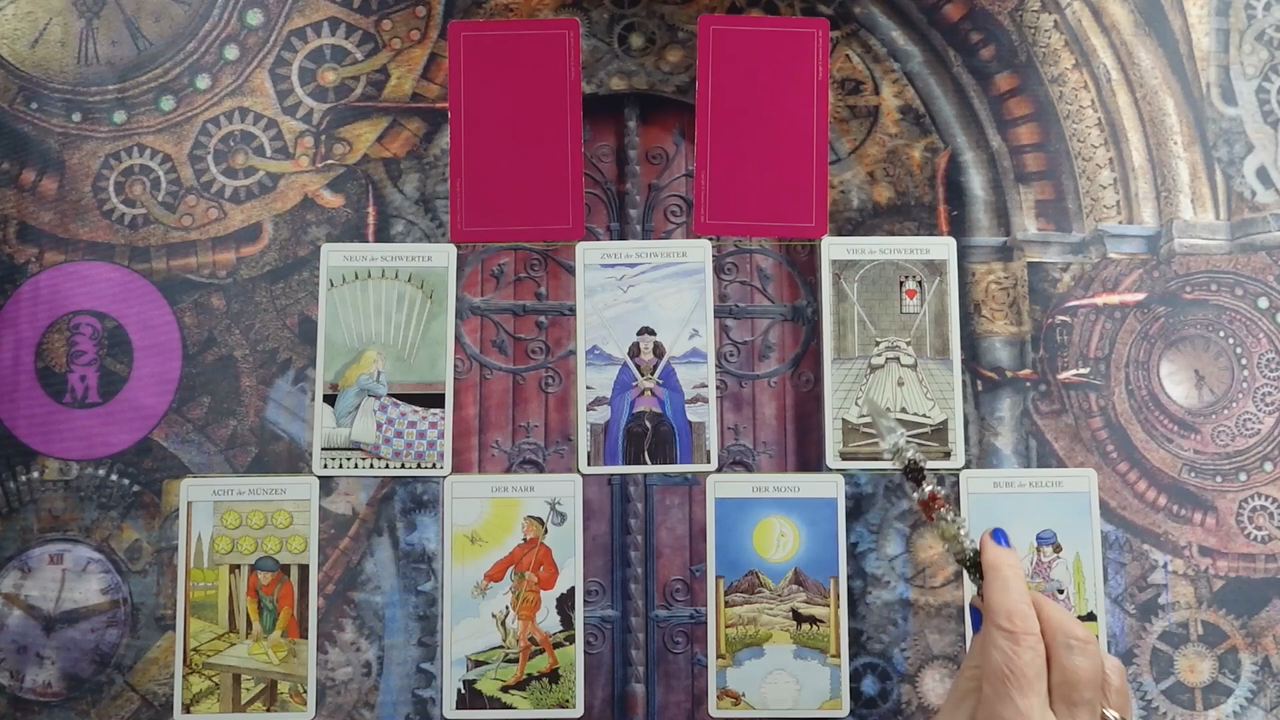 NEUN der SCHWERTER
ZWEI der SCHWERTER
VIER der SCHWERTER
ACHT der MÜNZEN
DER NARR
DER MOND
BUBE der KELCHE
XII